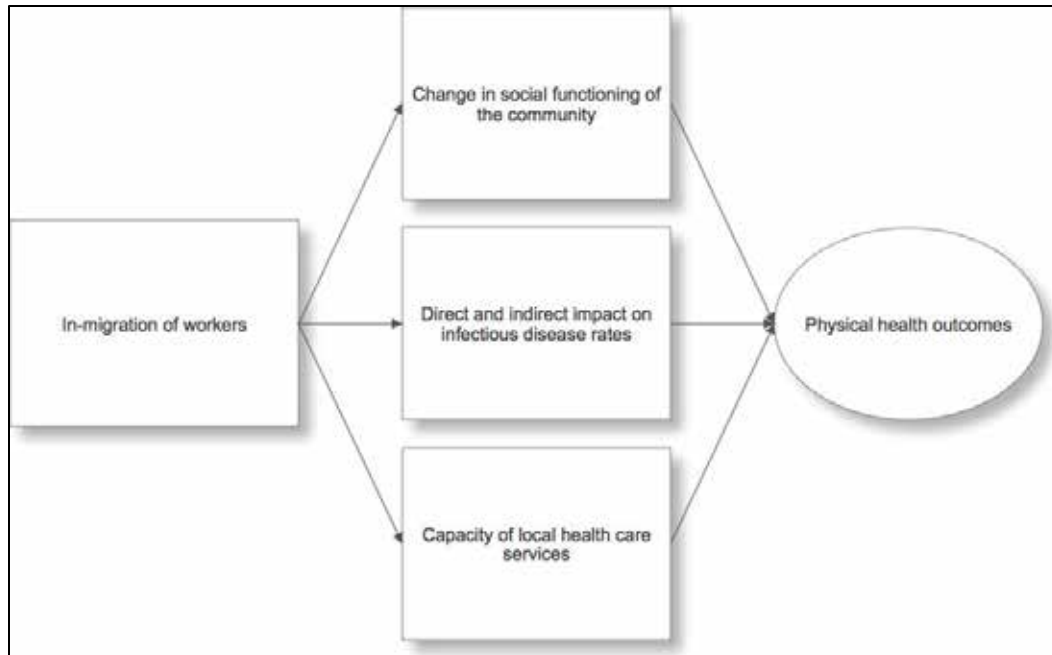 Change in social functioning of
the community
In-migration of workers
Direct and indirect impact on
infectious disease rates
Physical health outcomes
Capacity of local health care
services